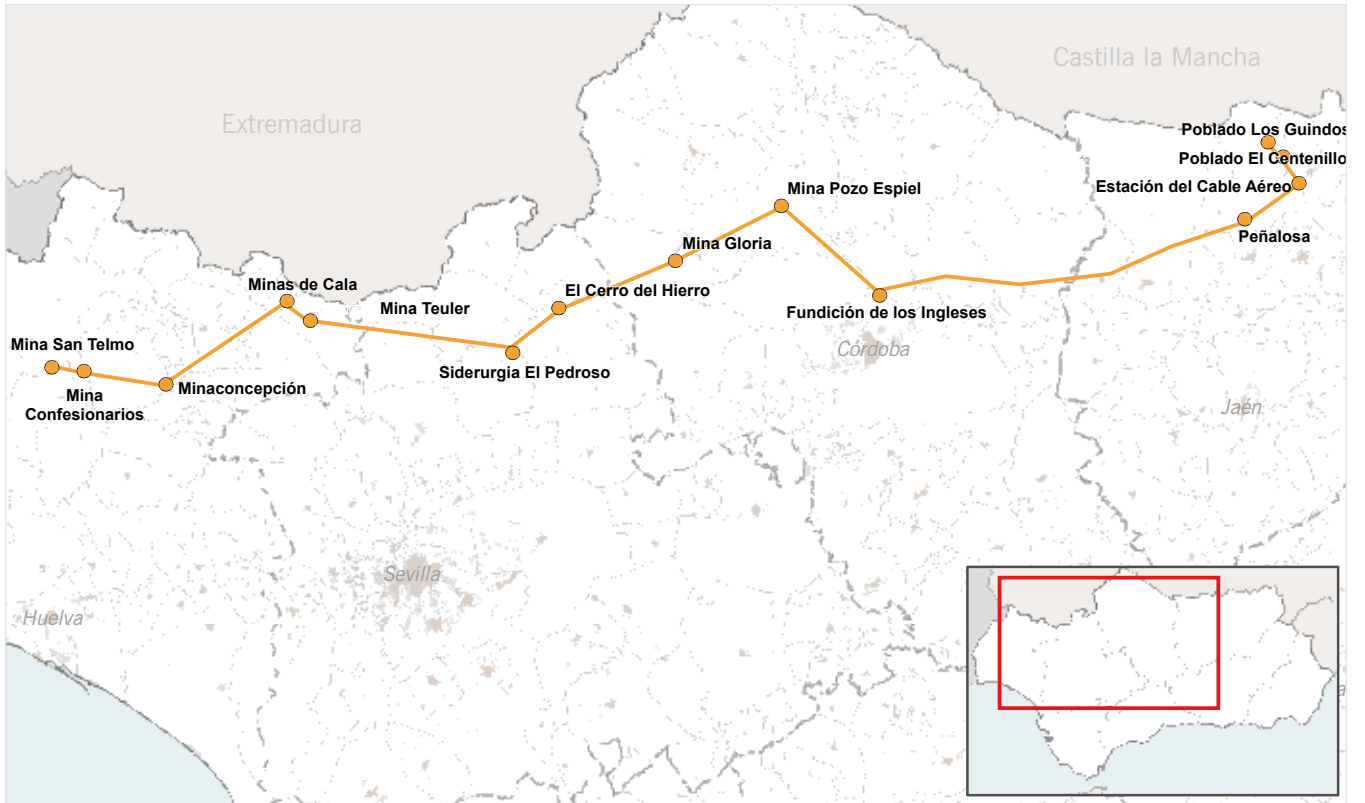 Castilla la Mancha
Extremadura
Poblado Los Guindos
Poblado El Centenillo
Estación del Cable Aéreo
Mina Pozo Espiel
Peñalosa
Mina Gloria
Minas de Cala
El Cerro del Hierro
Mina Teuler
Fundición de los Ingleses
Mina San Telmo
Córdoba
Siderurgia El Pedroso
Minaconcepción
Mina
Confesionarios
Jaén
Sevilla
Huelva